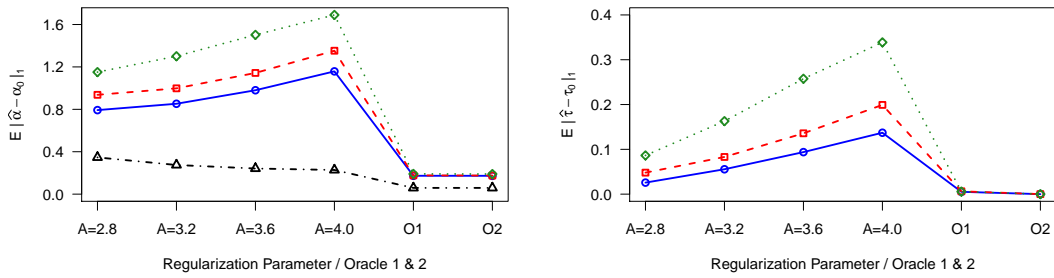 E | α̂ − α₀ |₁
1.6
1.2
0.8
0.4
0.0
A=2.8 A=3.2 A=3.6 A=4.0 O1 O2
Regularization Parameter / Oracle 1 & 2
E | τ̂ − τ₀ |₁
0.4
0.3
0.2
0.1
0.0
A=2.8 A=3.2 A=3.6 A=4.0 O1 O2
Regularization Parameter / Oracle 1 & 2